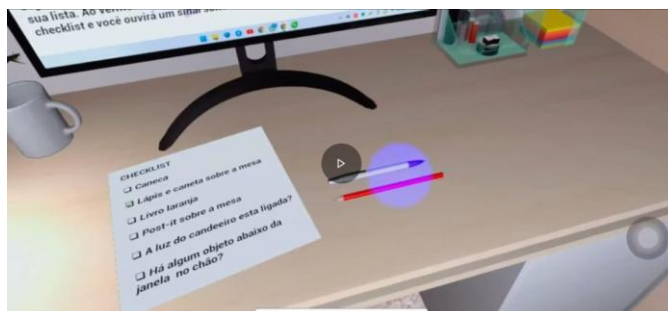 sua lista. Ao
checklist e você ouvirá um sinal
CHECKLIST
❑ Caneca
❑ Lápis e caneta sobre a mesa
❑ Livro laranja
❑ Post-it sobre a mesa
❑ A luz do candeeiro esta ligada?
❑ Há algum objeto abaixo da
janela no chão?